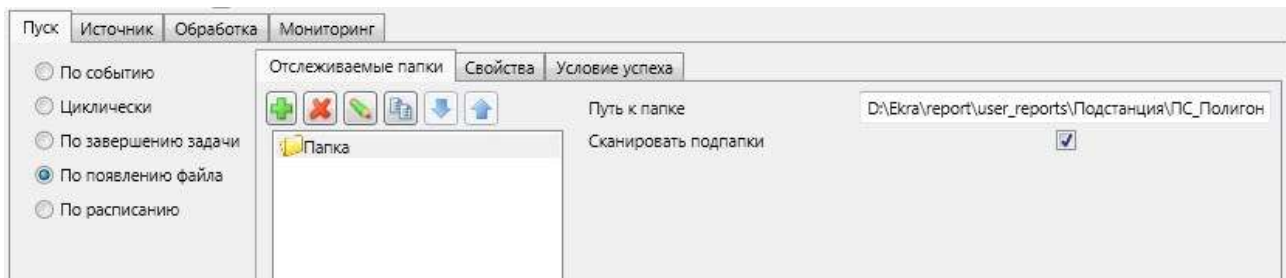 Пуск Источник Обработка Мониторинг
По событию
Циклически
По завершению задачи
По появлению файла
По расписанию
Отслеживаемые папки Свойства Условие успеха
Папка
Путь к папке D:\Ekra\report\user_reports\Подстанция\ПС_Полигон
Сканировать подпапки